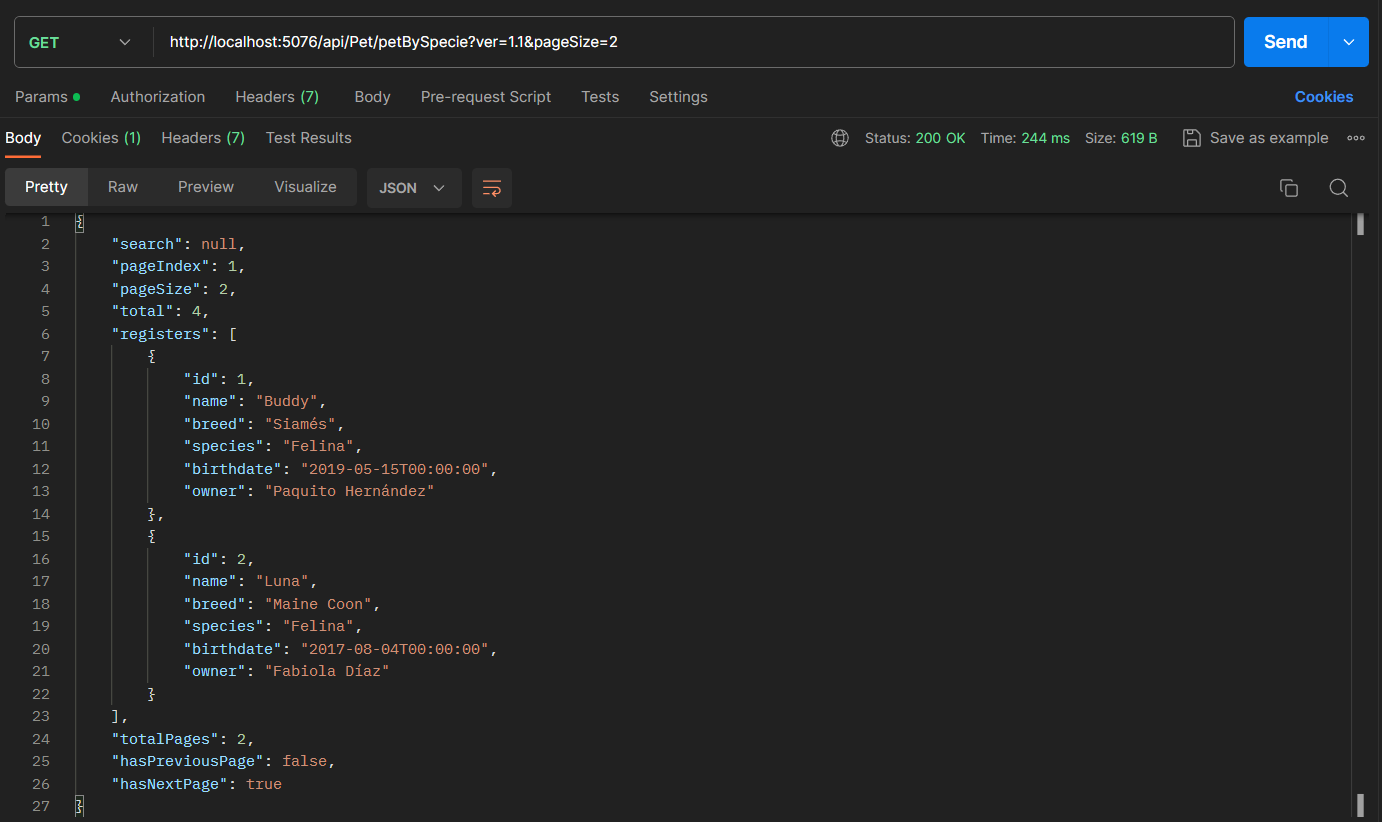 GET http://localhost:5076/api/Pet/petBySpecie?ver=1.1&pageSize=2 Send
Params Authorization Headers (7) Body Pre-request Script Tests Settings Cookies
Body Cookies (1) Headers (7) Test Results Status: 200 OK Time: 244 ms Size: 619 B Save as example
Pretty Raw Preview Visualize JSON
1 {
2 "search": null,
3 "pageIndex": 1,
4 "pageSize": 2,
5 "total": 4,
6 "registers": [
7 {
8 "id": 1,
9 "name": "Buddy",
10 "breed": "Siamés",
11 "species": "Felina",
12 "birthdate": "2019-05-15T00:00:00",
13 "owner": "Paquito Hernández"
14 },
15 {
16 "id": 2,
17 "name": "Luna",
18 "breed": "Maine Coon",
19 "species": "Felina",
20 "birthdate": "2017-08-04T00:00:00",
21 "owner": "Fabiola Díaz"
22 }
23 ],
24 "totalPages": 2,
25 "hasPreviousPage": false,
26 "hasNextPage": true
27 }